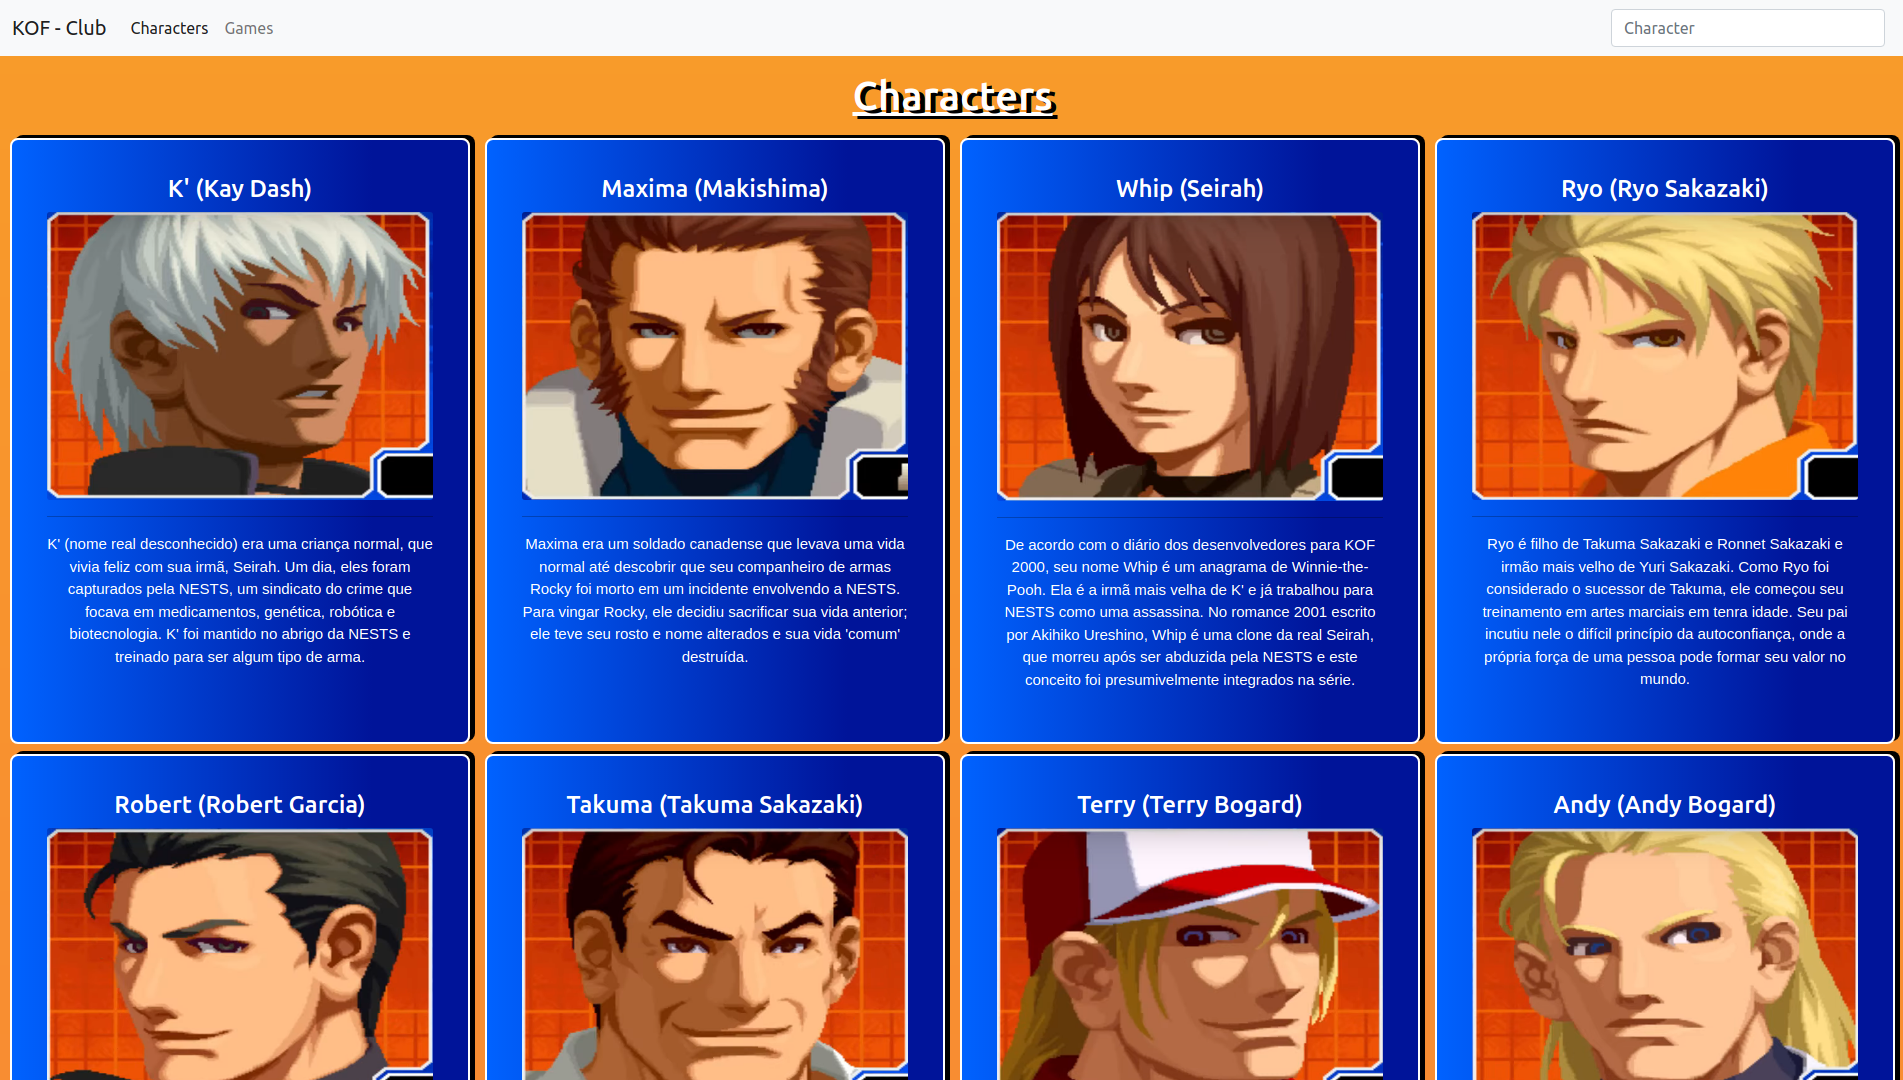 KOF - Club
Characters
Games
Character
Characters
K' (Kay Dash)
K' (nome real desconhecido) era uma criança normal, que
vivia feliz com sua irmã, Seirah. Um dia, eles foram
capturados pela NESTS, um sindicato do crime que
focava em medicamentos, genética, robótica e
biotecnologia. K' foi mantido no abrigo da NESTS e
treinado para ser algum tipo de arma.
Maxima (Makishima)
Maxima era um soldado canadense que levava uma vida
normal até descobrir que seu companheiro de armas
Rocky foi morto em um incidente envolvendo a NESTS.
Para vingar Rocky, ele decidiu sacrificar sua vida anterior;
ele teve seu rosto e nome alterados e sua vida 'comum'
destruída.
Whip (Seirah)
De acordo com o diário dos desenvolvedores para KOF
2000, seu nome Whip é um anagrama de Winnie-the-
Pooh. Ela é a irmã mais velha de K' e já trabalhou para
NESTS como uma assassina. No romance 2001 escrito
por Akihiko Ureshino, Whip é uma clone da real Seirah,
que morreu após ser abduzida pela NESTS e este
conceito foi presumivelmente integrados na série.
Ryo (Ryo Sakazaki)
Ryo é filho de Takuma Sakazaki e Ronnet Sakazaki e
irmão mais velho de Yuri Sakazaki. Como Ryo foi
considerado o sucessor de Takuma, ele começou seu
treinamento em artes marciais em tenra idade. Seu pai
incutiu nele o difícil princípio da autoconfiança, onde a
própria força de uma pessoa pode formar seu valor no
mundo.
Robert (Robert Garcia)
Takuma (Takuma Sakazaki)
Terry (Terry Bogard)
Andy (Andy Bogard)